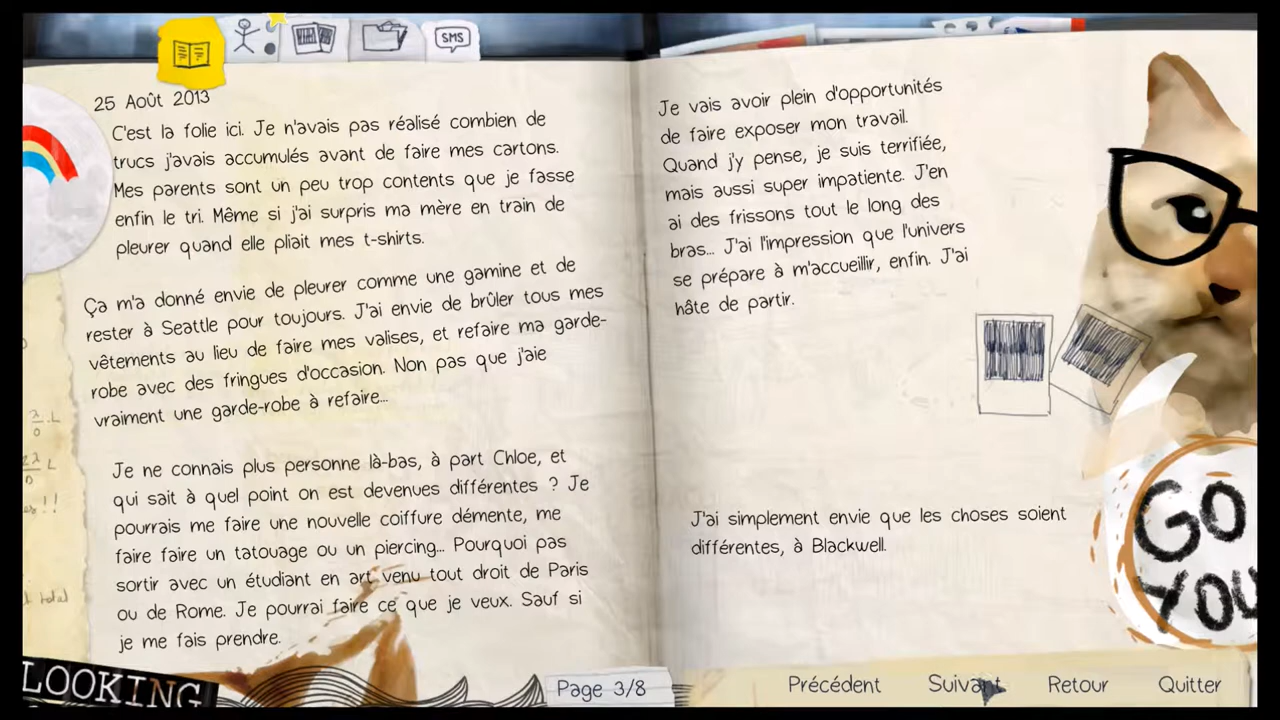 SMS
25 Août 2013
C'est la folie ici. Je n'avais pas réalisé combien de
trucs j'avais accumulés avant de faire mes cartons.
Mes parents sont un peu trop contents que je fasse
enfin le tri. Même si j'ai surpris ma mère en train de
pleurer quand elle pliait mes t-shirts.
Ça m'a donné envie de pleurer comme une gamine et de
rester à Seattle pour toujours. J'ai envie de brûler tous mes
vêtements au lieu de faire mes valises, et refaire ma garde-
robe avec des fringues d'occasion. Non pas que j'aie
vraiment une garde-robe à refaire...
Je ne connais plus personne là-bas, à part Chloe, et
qui sait à quel point on est devenues différentes ? Je
pourrais me faire une nouvelle coiffure démente, me
faire faire un tatouage ou un piercing... Pourquoi pas
sortir avec un étudiant en art venu tout droit de Paris
ou de Rome. Je pourrai faire ce que je veux. Sauf si
je me fais prendre.
LOOKING
Page 3/8
Je vais avoir plein d'opportunités
de faire exposer mon travail.
Quand j'y pense, je suis terrifiée,
mais aussi super impatiente. J'en
ai des frissons tout le long des
bras... J'ai l'impression que l'univers
se prépare à m'accueillir, enfin. J'ai
hâte de partir.
J'ai simplement envie que les choses soient
différentes, à Blackwell.
GO
YOU
Précédent Suivant Retour Quitter